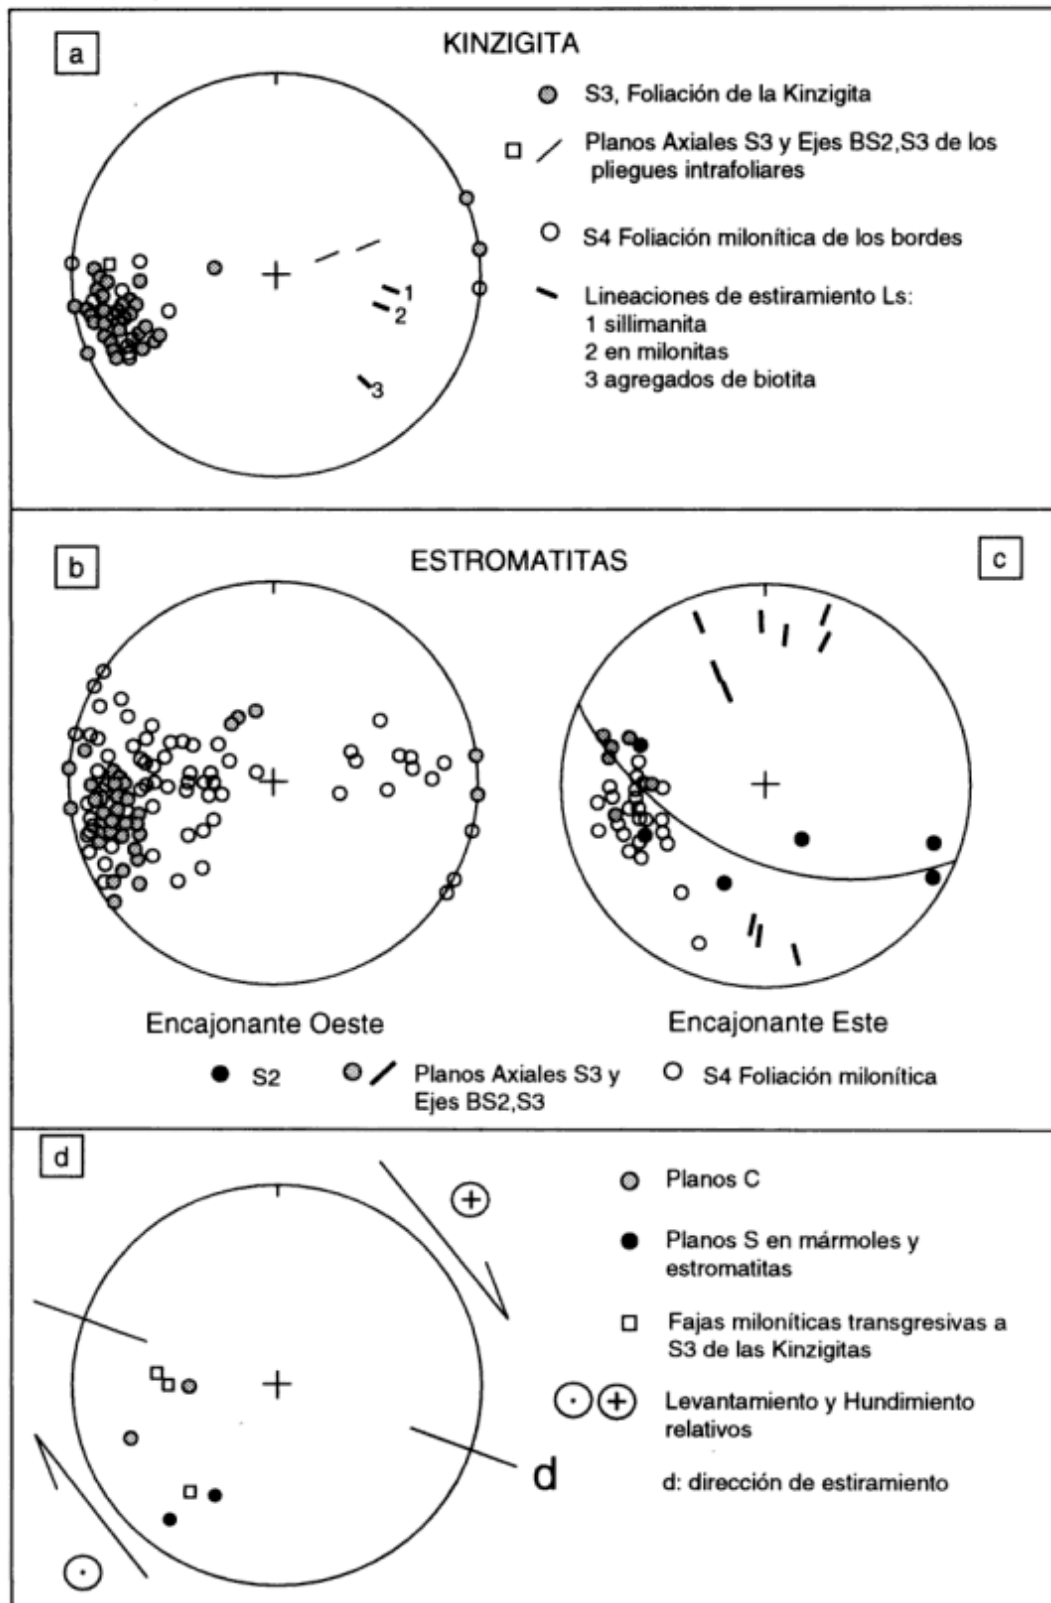 a
KINZIGITA
S3, Foliación de la Kinzigita
Planos Axiales S3 y Ejes BS2,S3 de los
pliegues intrafoliares
S4 Foliación milonítica de los bordes
Lineaciones de estiramiento Ls:
1 sillimanita
2 en milonitas
3 agregados de biotita
1
2
3
b
ESTROMATITAS
c
Encajonante Oeste
Encajonante Este
S2
Planos Axiales S3 y
Ejes BS2,S3
S4 Foliación milonítica
d
Planos C
Planos S en mármoles y
estromatitas
Fajas miloníticas transgresivas a
S3 de las Kinzigitas
Levantamiento y Hundimiento
relativos
d
d: dirección de estiramiento